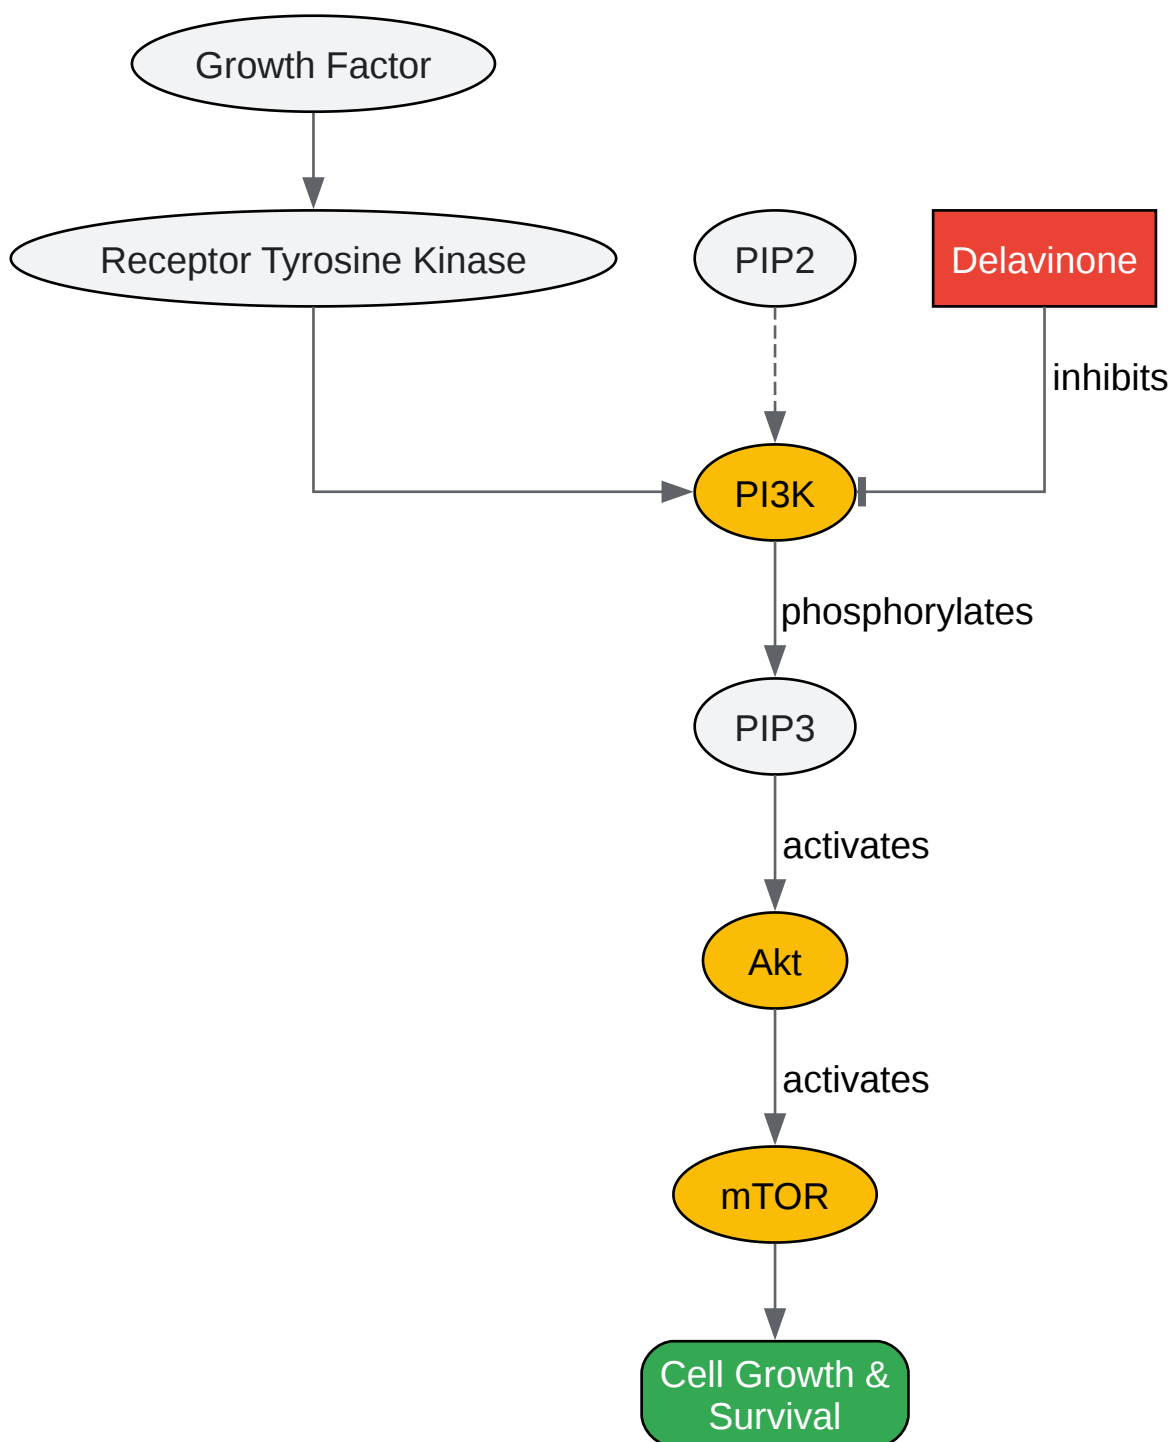 Growth Factor
Receptor Tyrosine Kinase
PIP2
Delavinone
inhibits
PI3K
phosphorylates
PIP3
activates
Akt
activates
mTOR
Cell Growth &
Survival